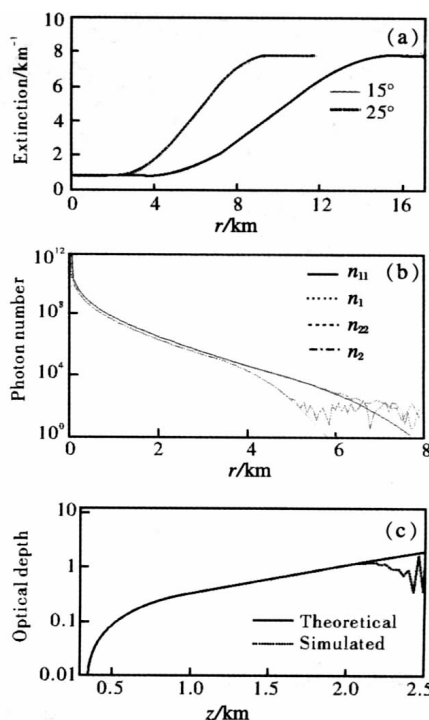 (a)
Extinction/km⁻¹
10
8
6
4
2
0
15°
25°
0 4 8 12 16
r/km
(b)
Photon number
10¹²
10⁸
10⁴
10⁰
n₁₁
n₁
n₂₂
n₂
0 2 4 6 8
r/km
(c)
Optical depth
10
1
0.1
0.01
Theoretical
Simulated
0.5 1.0 1.5 2.0 2.5
z/km